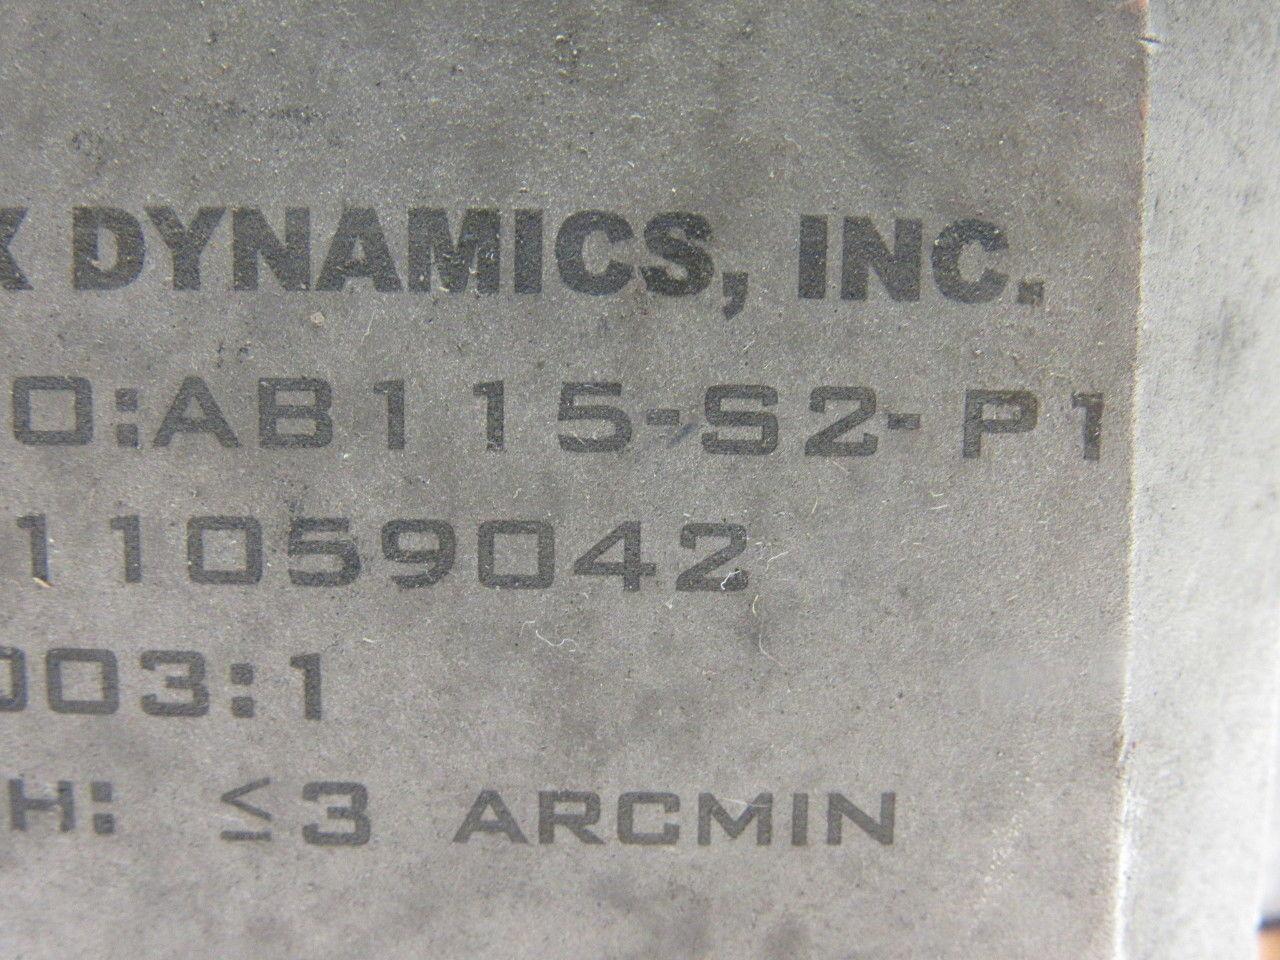 X DYNAMICS, INC.
O:AB115-S2-P1
11059042
003:1
H: ≤3 ARCMIN